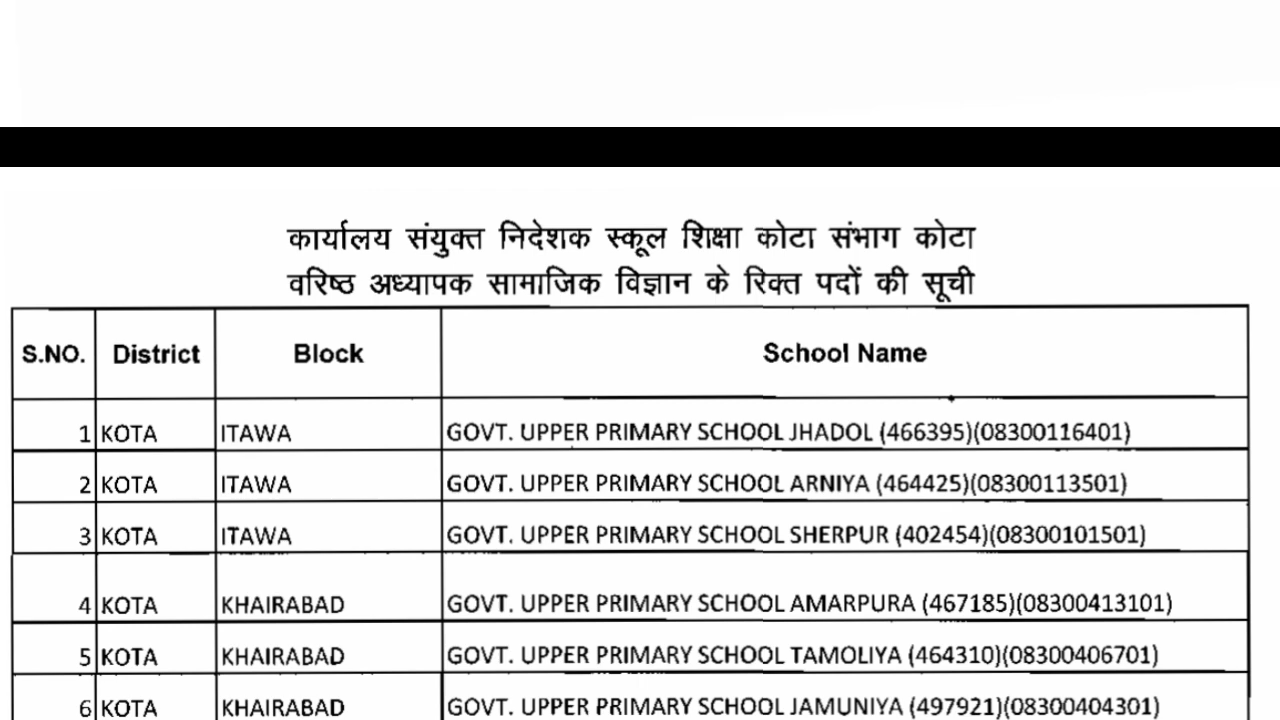 कार्यालय संयुक्त निदेशक स्कूल शिक्षा कोटा संभाग कोटा
वरिष्ठ अध्यापक सामाजिक विज्ञान के रिक्त पदों की सूची
S.NO. District Block School Name
1 KOTA ITAWA GOVT. UPPER PRIMARY SCHOOL JHADOL (466395)(08300116401)
2 KOTA ITAWA GOVT. UPPER PRIMARY SCHOOL ARNIYA (464425)(08300113501)
3 KOTA ITAWA GOVT. UPPER PRIMARY SCHOOL SHERPUR (402454)(08300101501)
4 KOTA KHAIRABAD GOVT. UPPER PRIMARY SCHOOL AMARPURA (467185)(08300413101)
5 KOTA KHAIRABAD GOVT. UPPER PRIMARY SCHOOL TAMOLIYA (464310)(08300406701)
6 KOTA KHAIRABAD GOVT. UPPER PRIMARY SCHOOL JAMUNIYA (497921)(08300404301)